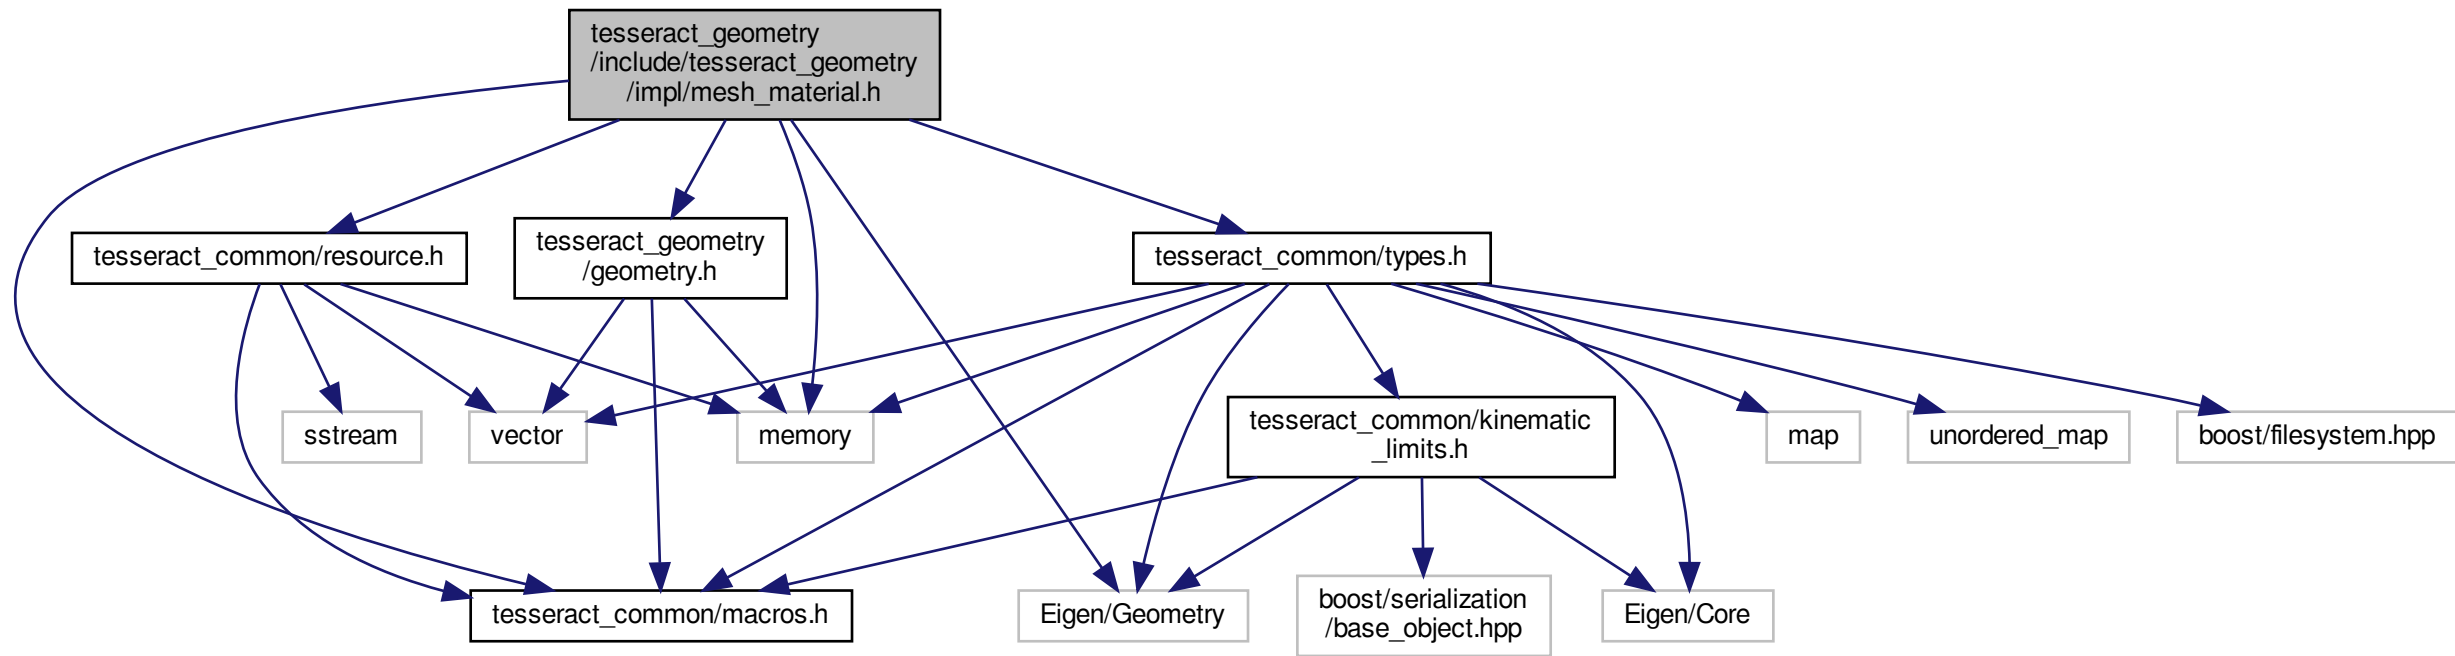 tesseract_geometry
/include/tesseract_geometry
/impl/mesh_material.h
tesseract_common/resource.h
tesseract_geometry
/geometry.h
tesseract_common/types.h
sstream
vector
memory
tesseract_common/kinematic
_limits.h
map
unordered_map
boost/filesystem.hpp
tesseract_common/macros.h
Eigen/Geometry
boost/serialization
/base_object.hpp
Eigen/Core